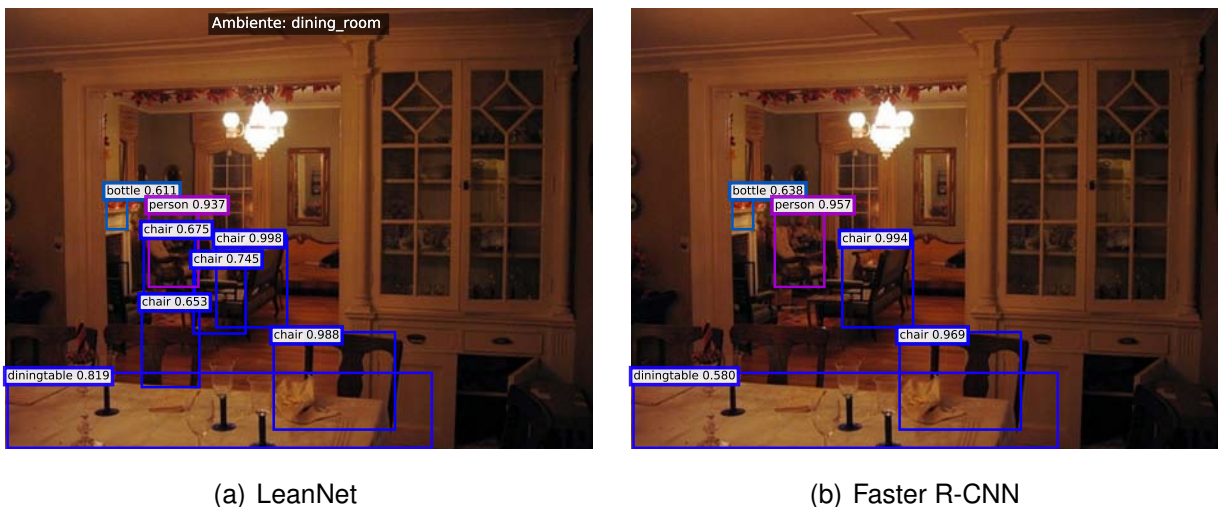 Ambiente: dining_room
bottle 0.611
person 0.937
chair 0.675
chair 0.998
chair 0.745
chair 0.653
chair 0.988
diningtable 0.819
(a) LeanNet
bottle 0.638
person 0.957
chair 0.994
chair 0.969
diningtable 0.580
(b) Faster R-CNN